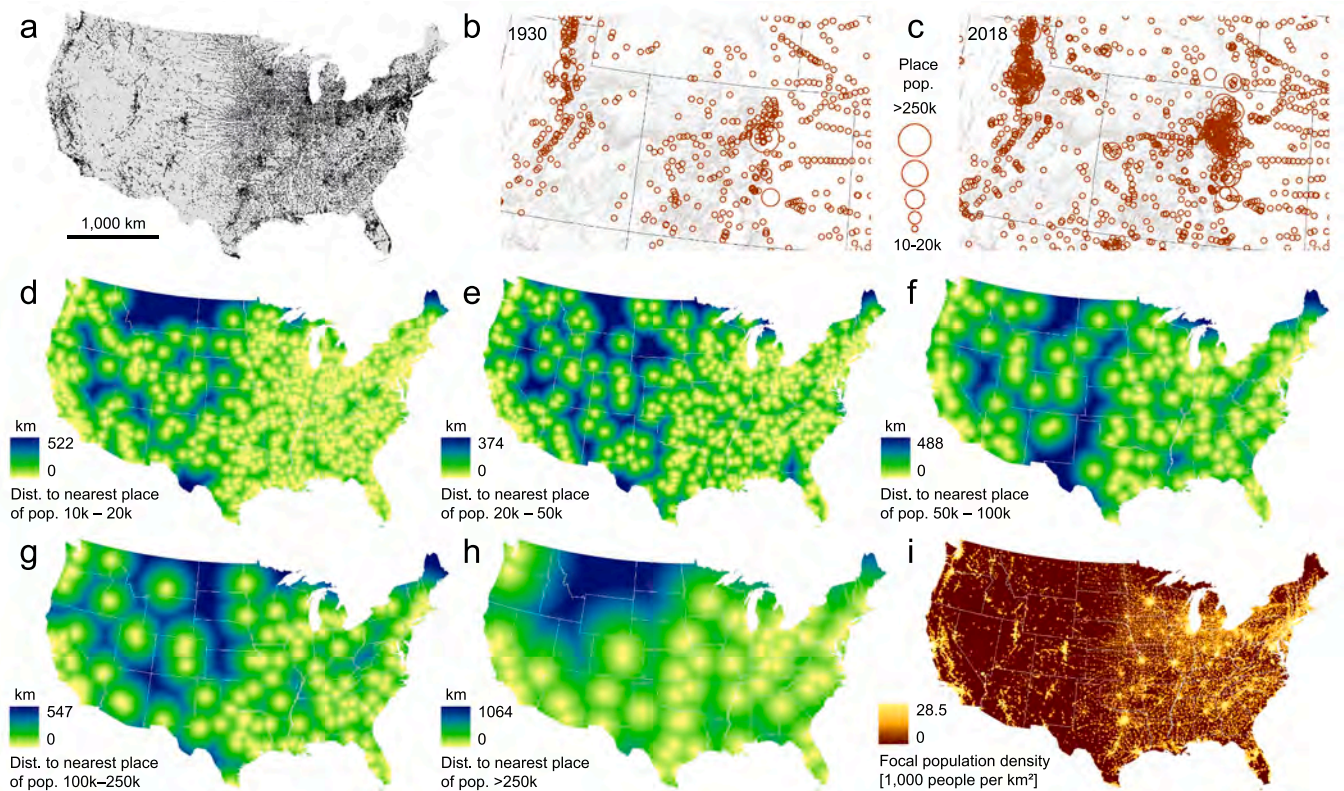 a
1,000 km
b
1930
c
2018
Place
pop.
>250k
10-20k
d
km
522
0
Dist. to nearest place
of pop. 10k – 20k
e
km
374
0
Dist. to nearest place
of pop. 20k - 50k
f
km
488
0
Dist. to nearest place
of pop. 50k – 100k
g
km
547
0
Dist. to nearest place
of pop. 100k–250k
h
km
1064
0
Dist. to nearest place
of pop. >250k
i
28.5
0
Focal population density
[1,000 people per km²]